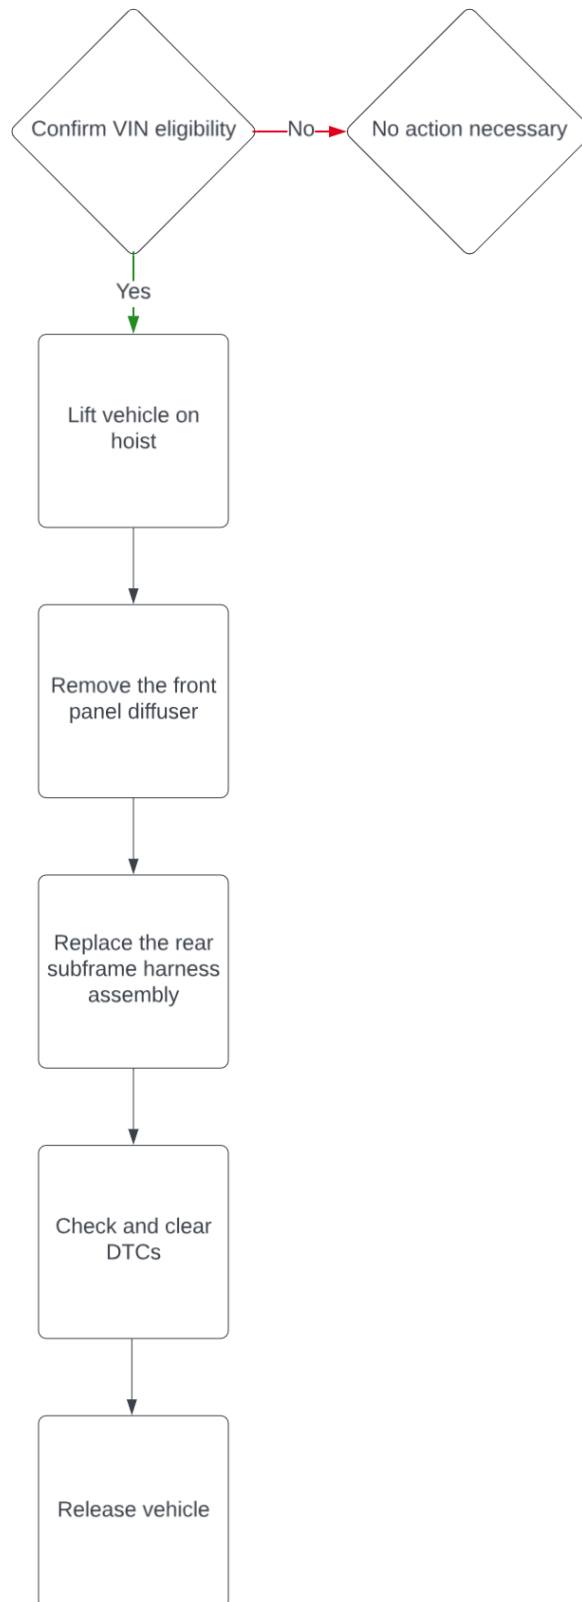 Confirm VIN eligibility
No
No action necessary
Yes
Lift vehicle on
hoist
Remove the front
panel diffuser
Replace the rear
subframe harness
assembly
Check and clear
DTCs
Release vehicle